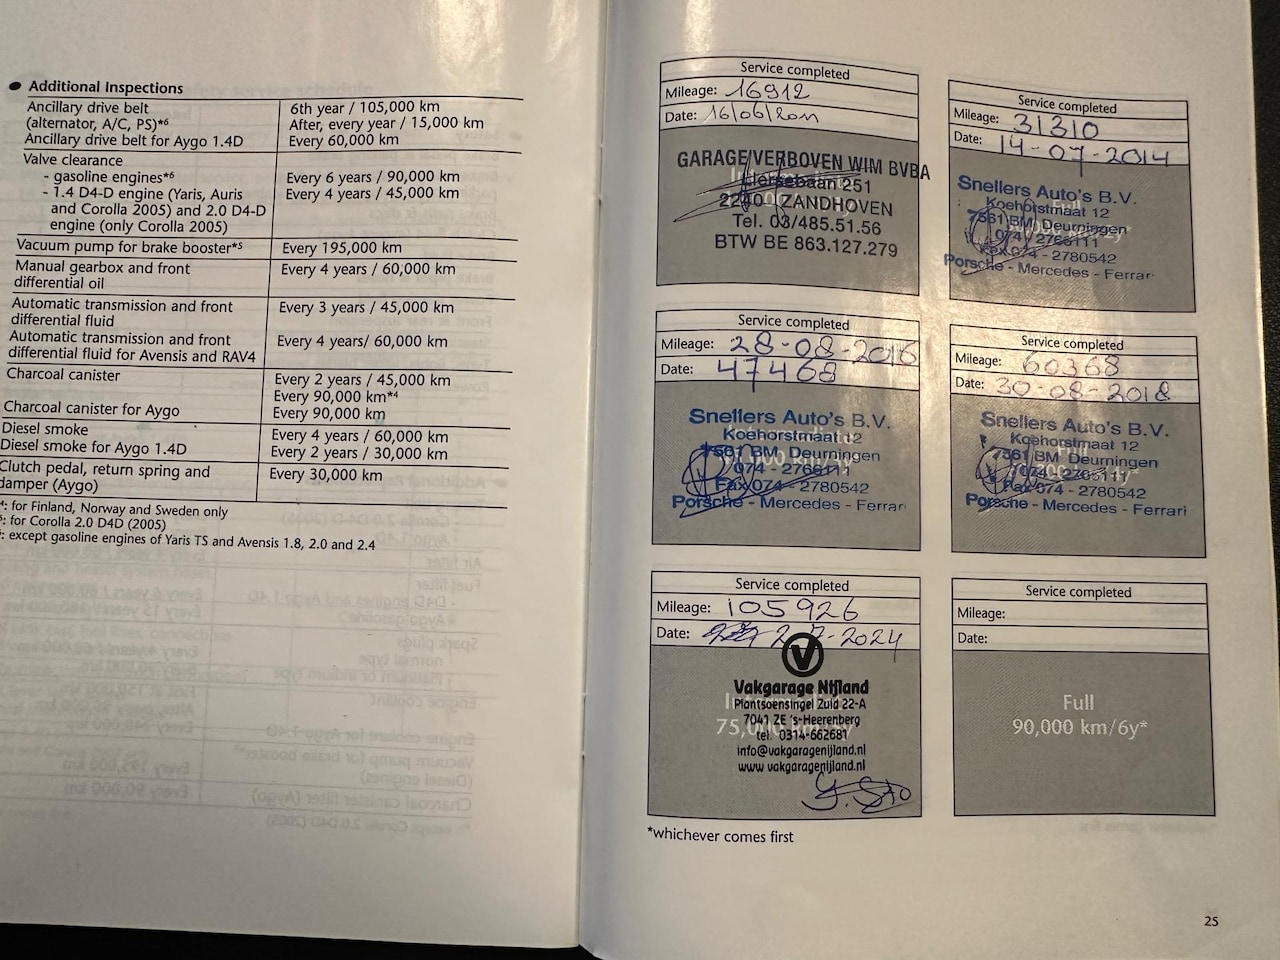 Additional Inspections
Ancillary drive belt
(alternator, A/C, PS)*6
6th year / 105,000 km
After, every year / 15,000 km
Ancillary drive belt for Aygo 1.4D
Every 60,000 km
Valve clearance
- gasoline engines*6
Every 6 years / 90,000 km
- 1.4 D4-D engine (Yaris, Auris
and Corolla 2005) and 2.0 D4-D
engine (only Corolla 2005)
Every 4 years / 45,000 km
Vacuum pump for brake booster*5
Every 195,000 km
Manual gearbox and front
differential oil
Every 4 years / 60,000 km
Automatic transmission and front
differential fluid
Every 3 years / 45,000 km
Automatic transmission and front
differential fluid for Avensis and RAV4
Every 4 years/ 60,000 km
Charcoal canister
Every 2 years / 45,000 km
Every 90,000 km*4
Charcoal canister for Aygo
Every 90,000 km
Diesel smoke
Every 4 years / 60,000 km
Diesel smoke for Aygo 1.4D
Every 2 years / 30,000 km
Clutch pedal, return spring and
damper (Aygo)
Every 30,000 km
: for Finland, Norway and Sweden only
: for Corolla 2.0 D4D (2005)
: except gasoline engines of Yaris TS and Avensis 1.8, 2.0 and 2.4
Service completed
Mileage: 16912
Date: 16/06/2011
GARAGE VERBOVEN WIM BVBA
251
2240 ZANDHOVEN
Tel. 03/485.51.56
BTW BE 863.127.279
Service completed
Mileage: 31310
Date: 14-07-2014
Snellers Auto's B.V.
Koehorstmaat 12
7561 BM Deurningen
074 - 2765111
Fax 074 - 2780542
Porsche - Mercedes - Ferrari
Service completed
Mileage: 28-08-2016
Date: 47468
Snellers Auto's B.V.
Koehorstmaat 12
7561 BM Deurningen
074 - 2765111
Fax 074 - 2780542
Porsche - Mercedes - Ferrari
Service completed
Mileage: 60368
Date: 30-08-2018
Snellers Auto's B.V.
Koehorstmaat 12
7561 BM Deurningen
074 - 2765111
Fax 074 - 2780542
Porsche - Mercedes - Ferrari
Service completed
Mileage: 105926
Date: 2-7-2024
V
Vakgarage Nijland
Plantsoensingel Zuid 22-A
7041 ZE 's-Heerenberg
tel. 0314-662681
info@vakgaragenijland.nl
www.vakgaragenijland.nl
75,000 km/5y*
Service completed
Mileage:
Date:
Full
90,000 km/6y*
*whichever comes first
25